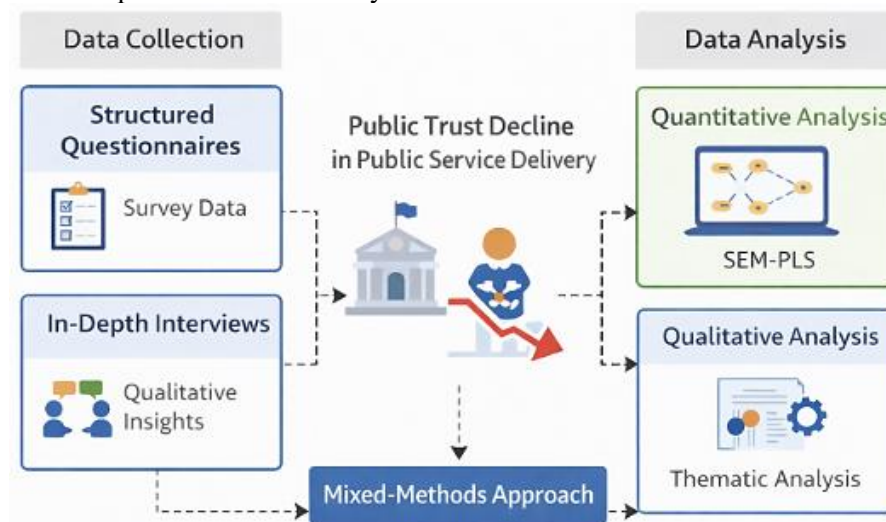 Data Collection
Structured
Questionnaires
Survey Data
In-Depth Interviews
Qualitative
Insights
Public Trust Decline
in Public Service Delivery
Mixed-Methods Approach
Data Analysis
Quantitative Analysis
SEM-PLS
Qualitative Analysis
Thematic Analysis